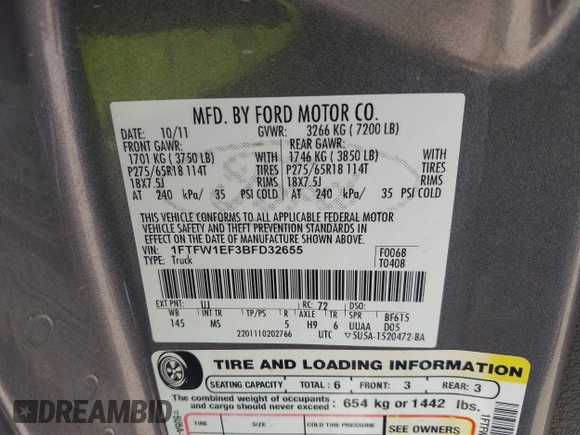 MFD. BY FORD MOTOR CO.
DATE: 10/11 GVWR: 3266 KG ( 7200 LB)
FRONT GAWR: REAR GAWR:
1701 KG ( 3750 LB) WITH 1746 KG ( 3850 LB) WITH
P275/65R18 114T TIRES P275/65R18 114T TIRES
18X7.5J RIMS 18X7.5J RIMS
AT 240 kPa/ 35 PSI COLD AT 240 kPa/ 35 PSI COLD
THIS VEHICLE CONFORMS TO ALL APPLICABLE FEDERAL MOTOR
VEHICLE SAFETY AND THEFT PREVENTION STANDARDS IN EFFECT
ON THE DATE OF MANUFACTURE SHOWN ABOVE.
VIN: 1FTFW1EF3BFD32655 F0068
TYPE: Truck T0408
EXT PNT: UJ RC: 72 DSO:
WB INT TR TP/PS R AXLE TR SPR BF615
145 MS 5 H9 6 UUAA D05
2201110202766 UTC ▽5U5A-1520472-BA
TIRE AND LOADING INFORMATION
SEATING CAPACITY TOTAL : 6 FRONT: 3 REAR: 3
The combined weight of occupants
and cargo should never exceed: 654 kg or 1442 lbs.
TIRE SIZE COLD TIRE PRESSURE SEE OWNERS
DREAMBID